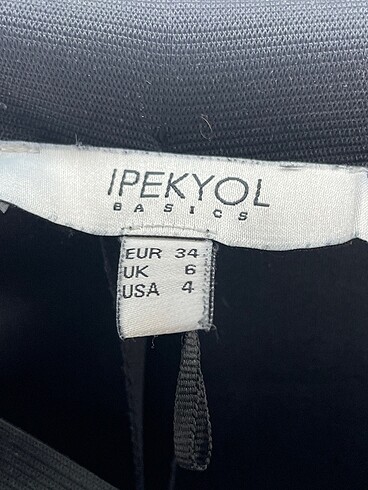 IPEKYOL
BASICS
EUR 34
UK 6
USA 4